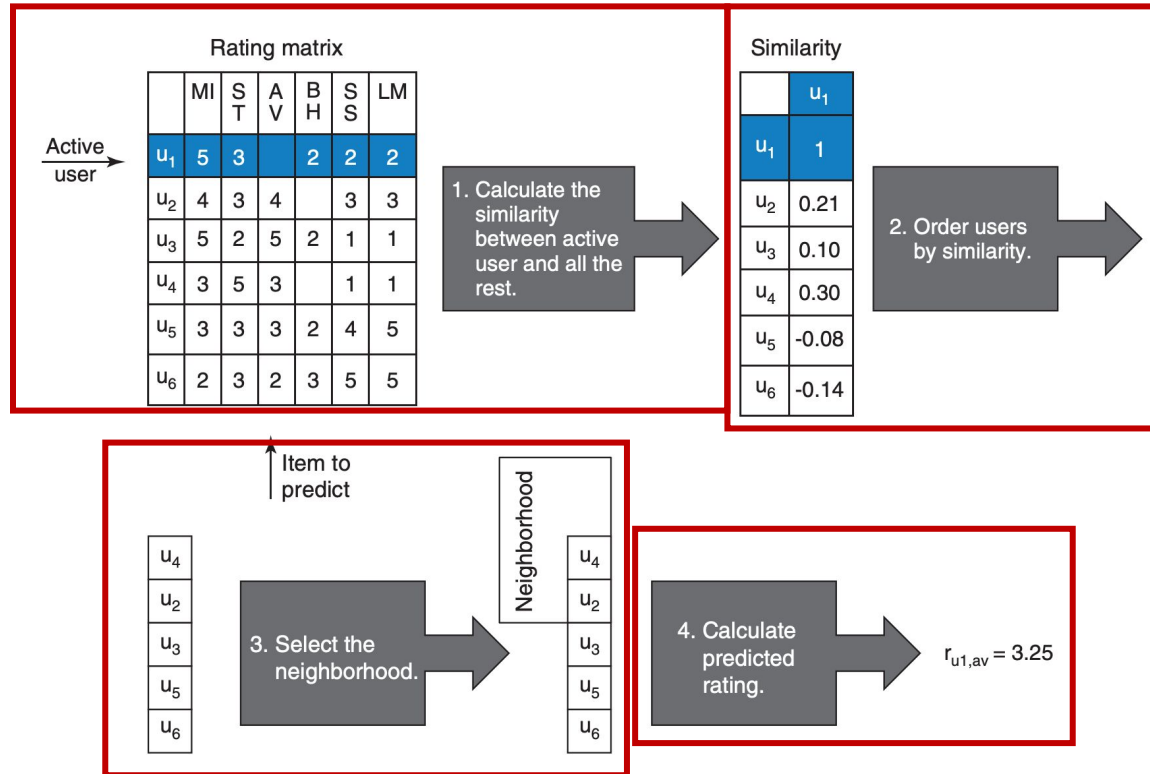 Rating matrix
MI S T A V B H S S LM
Active user
u1 5 3 2 2 2
u2 4 3 4 3 3
u3 5 2 5 2 1 1
u4 3 5 3 1 1
u5 3 3 3 2 4 5
u6 2 3 2 3 5 5
1. Calculate the
similarity
between active
user and all the
rest.
Similarity
u1
u1 1
u2 0.21
u3 0.10
u4 0.30
u5 -0.08
u6 -0.14
2. Order users
by similarity.
Item to
predict
u4
u2
u3
u5
u6
3. Select the
neighborhood.
Neighborhood
u4
u2
u3
u5
u6
4. Calculate
predicted
rating.
ru1,av = 3.25